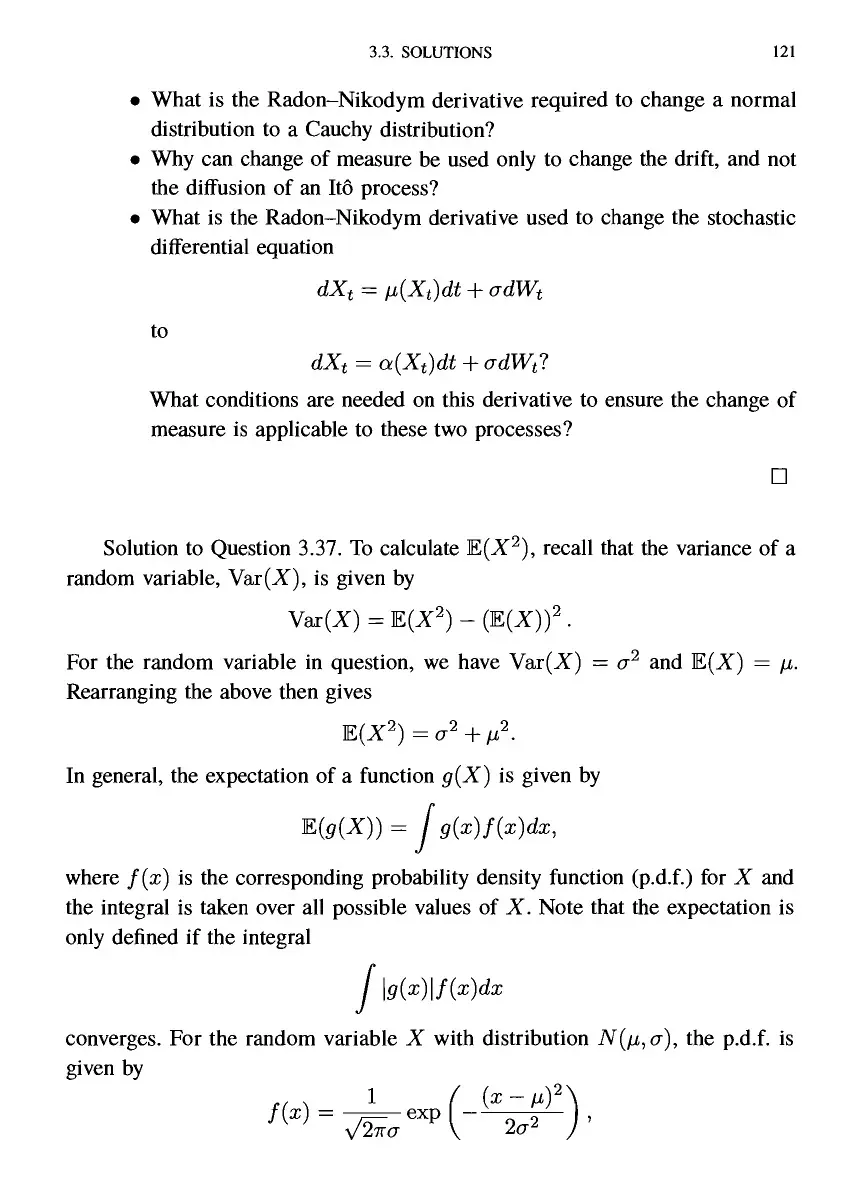 3.3. SOLUTIONS 121
• What is the Radon–Nikodym derivative required to change a normal
distribution to a Cauchy distribution?
• Why can change of measure be used only to change the drift, and not
the diffusion of an Itô process?
• What is the Radon–Nikodym derivative used to change the stochastic
differential equation
dX_t = μ(X_t)dt + σdW_t
to
dX_t = α(X_t)dt + σdW_t?
What conditions are needed on this derivative to ensure the change of
measure is applicable to these two processes?
□
Solution to Question 3.37. To calculate 𝔼(X²), recall that the variance of a
random variable, Var(X), is given by
Var(X) = 𝔼(X²) − (𝔼(X))².
For the random variable in question, we have Var(X) = σ² and 𝔼(X) = μ.
Rearranging the above then gives
𝔼(X²) = σ² + μ².
In general, the expectation of a function g(X) is given by
𝔼(g(X)) = ∫ g(x)f(x)dx,
where f(x) is the corresponding probability density function (p.d.f.) for X and
the integral is taken over all possible values of X. Note that the expectation is
only defined if the integral
∫ |g(x)|f(x)dx
converges. For the random variable X with distribution N(μ, σ), the p.d.f. is
given by
f(x) = 1/(√2π σ) exp(−(x − μ)²/2σ²),